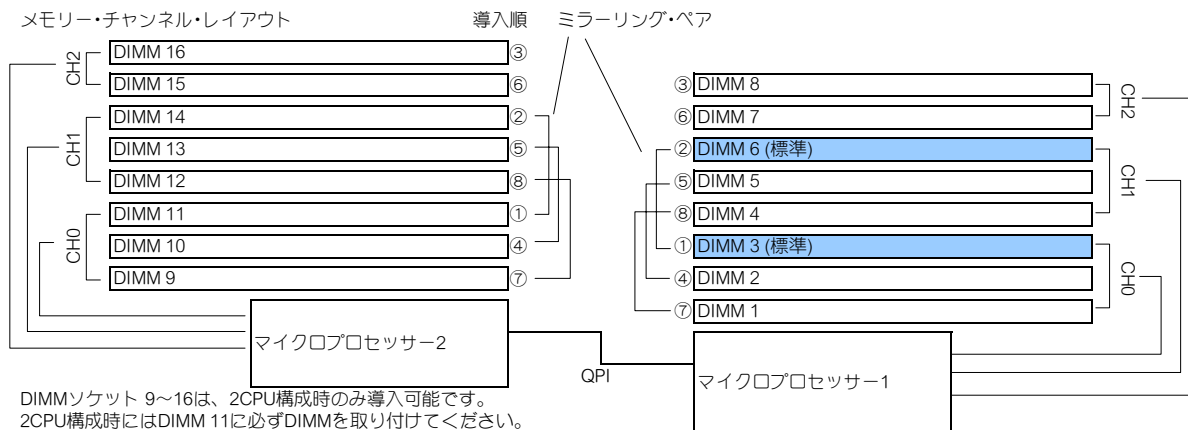 メモリー・チャンネル・レイアウト 導入順 ミラーリング・ペア
CH2
DIMM 16 ③
DIMM 15 ⑥
CH1
DIMM 14 ②
DIMM 13 ⑤
DIMM 12 ⑧
CH0
DIMM 11 ①
DIMM 10 ④
DIMM 9 ⑦
マイクロプロセッサー2
③ DIMM 8
⑥ DIMM 7
CH2
② DIMM 6 (標準)
⑤ DIMM 5
⑧ DIMM 4
CH1
① DIMM 3 (標準)
④ DIMM 2
⑦ DIMM 1
CH0
QPI
マイクロプロセッサー1
DIMMソケット 9~16は、2CPU構成時のみ導入可能です。
2CPU構成時にはDIMM 11に必ずDIMMを取り付けてください。